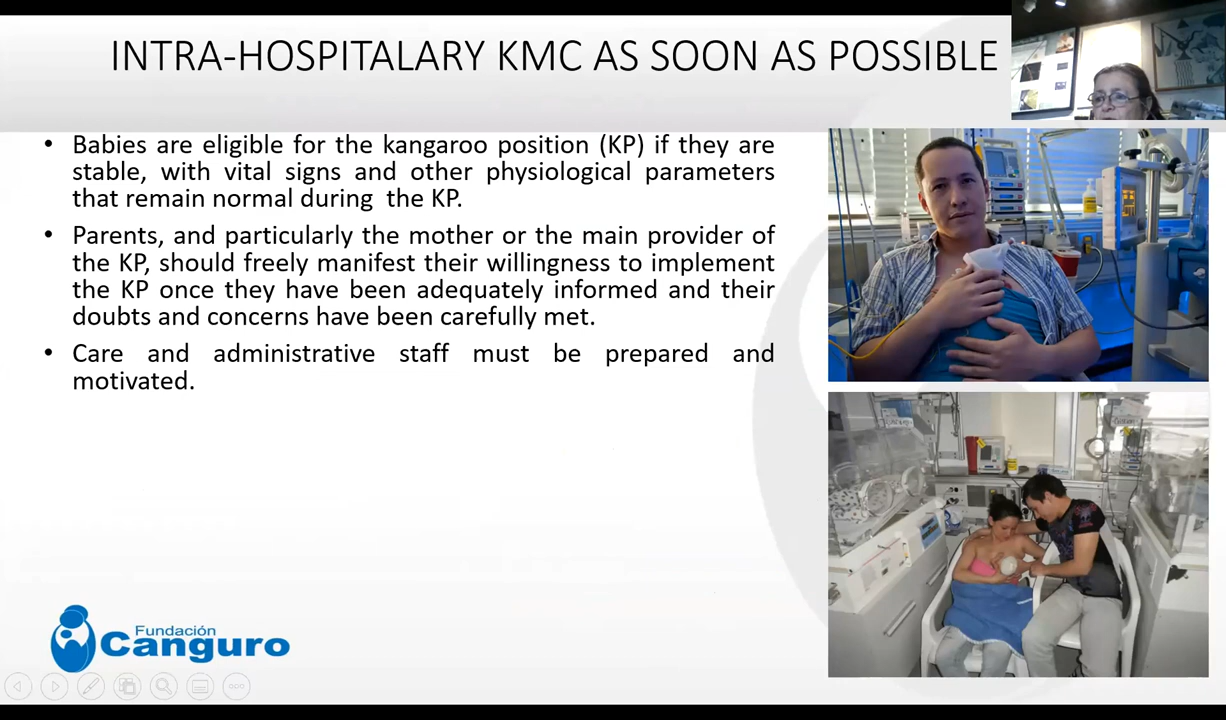 INTRA-HOSPITALARY KMC AS SOON AS POSSIBLE
• Babies are eligible for the kangaroo position (KP) if they are
stable, with vital signs and other physiological parameters
that remain normal during the KP.
• Parents, and particularly the mother or the main provider of
the KP, should freely manifest their willingness to implement
the KP once they have been adequately informed and their
doubts and concerns have been carefully met.
• Care and administrative staff must be prepared and
motivated.
Fundación
Canguro